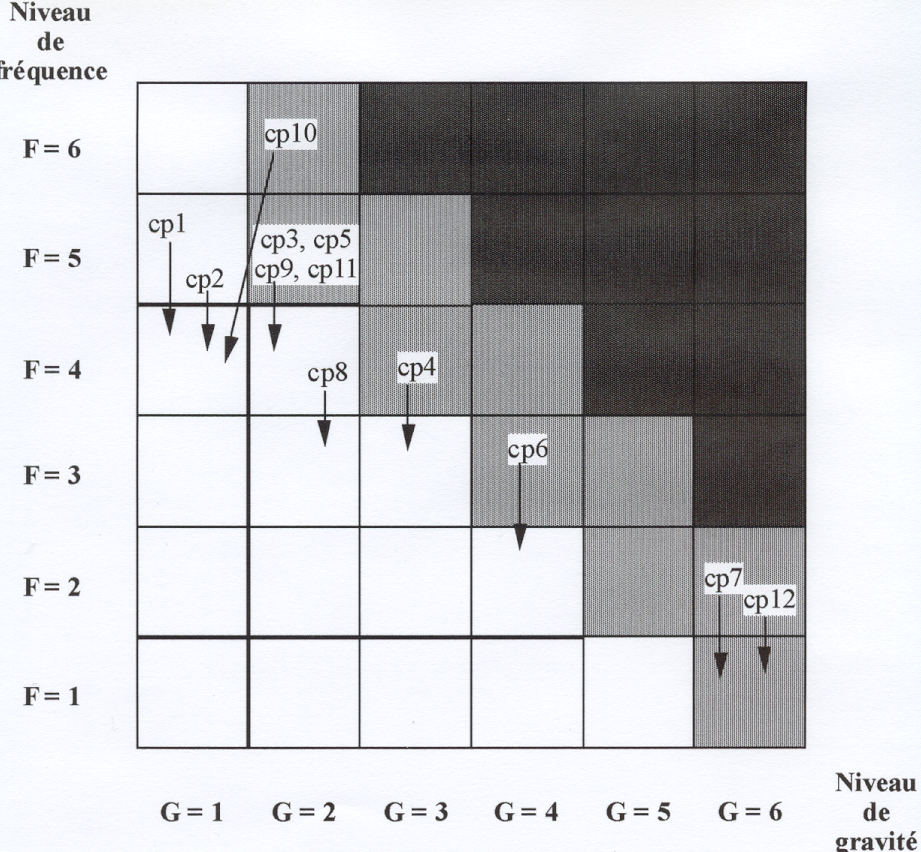 Niveau
de
fréquence
F = 6
cp10
F = 5
cp1
cp2
cp3, cp5
cp9, cp11
F = 4
cp8
cp4
F = 3
cp6
F = 2
cp7
cp12
F = 1
G = 1
G = 2
G = 3
G = 4
G = 5
G = 6
Niveau
de
gravité